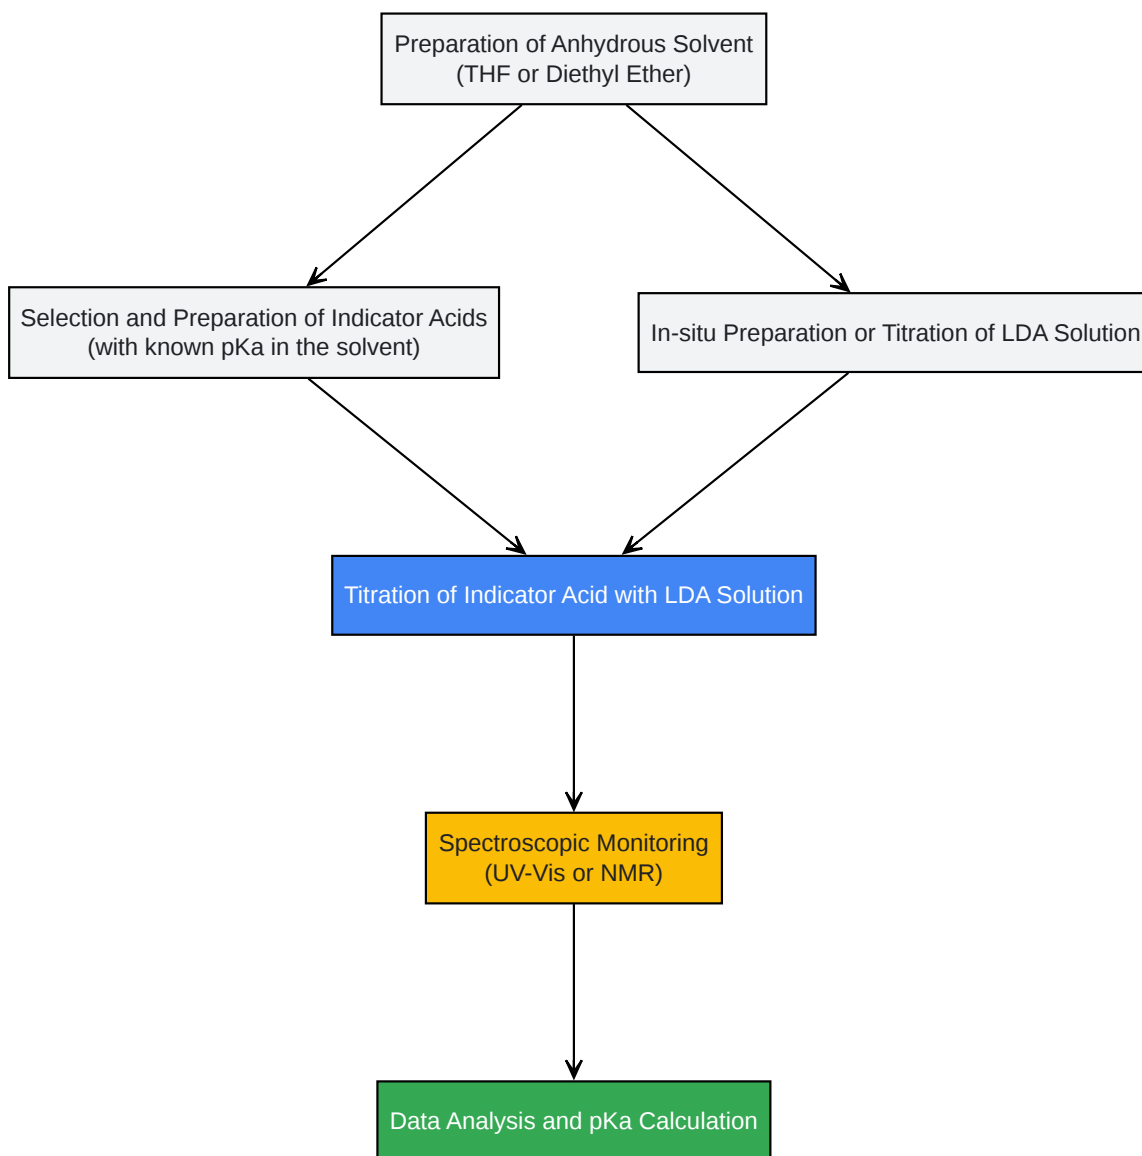 Preparation of Anhydrous Solvent
(THF or Diethyl Ether)
Selection and Preparation of Indicator Acids
(with known pKa in the solvent)
In-situ Preparation or Titration of LDA Solution
Titration of Indicator Acid with LDA Solution
Spectroscopic Monitoring
(UV-Vis or NMR)
Data Analysis and pKa Calculation